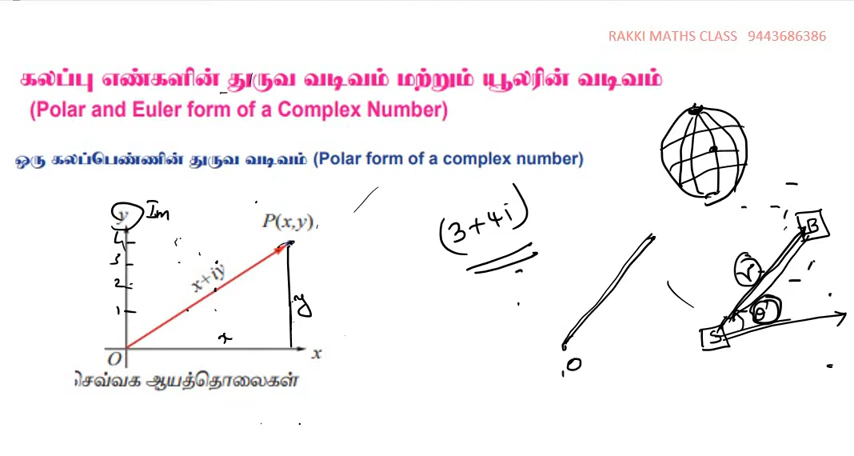 RAKKI MATHS CLASS 9443686386
கலப்பு எண்களின் துருவ வடிவம் மற்றும் யூலரின் வடிவம்
(Polar and Euler form of a Complex Number)
ஒரு கலப்பெண்ணின் துருவ வடிவம் (Polar form of a complex number)
y Im
P(x,y)
4
3
2
1
x+iy
y
x
O
x
செவ்வக ஆயத்தொலைகள்
(3+4i)
O
B
r
θ
S